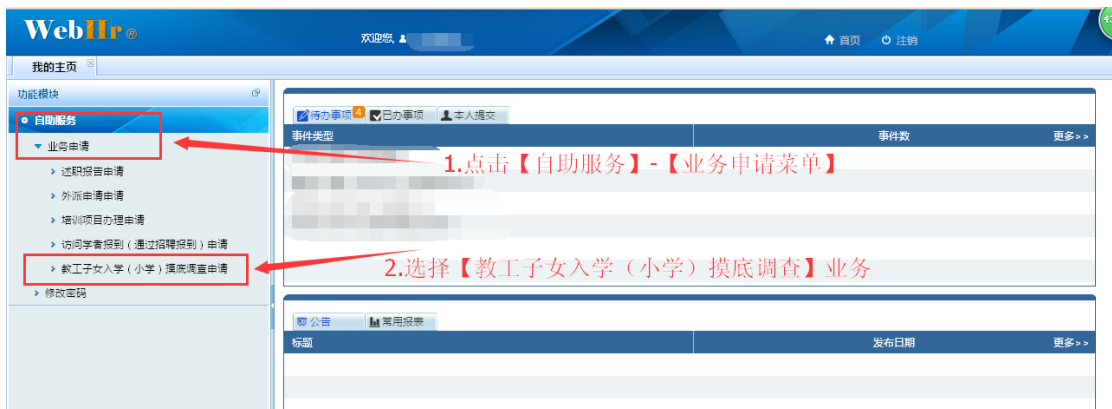 WebHr®
欢迎您,
首页 注销
我的主页
功能模块
自助服务
业务申请
述职报告申请
外派申请申请
培训项目办理申请
访问学者报到（通过招聘报到）申请
教工子女入学（小学）摸底调查申请
修改密码
待办事项 4 已办事项 本人提交
事件类型 事件数 更多>>
1.点击【自助服务】-【业务申请菜单】
2.选择【教工子女入学（小学）摸底调查】业务
公告 常用报表
标题 发布日期 更多>>